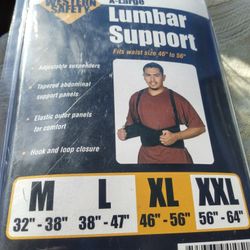 WESTERN
SAFETY
X-Large
Lumbar
Support
Fits waist size 46" to 56"
Adjustable suspenders
Tapered abdominal
support panels
Elastic outer panels
for comfort
Hook and loop closure
M L XL XXL
32" - 38" 38" - 47" 46" - 56" 56" - 64"